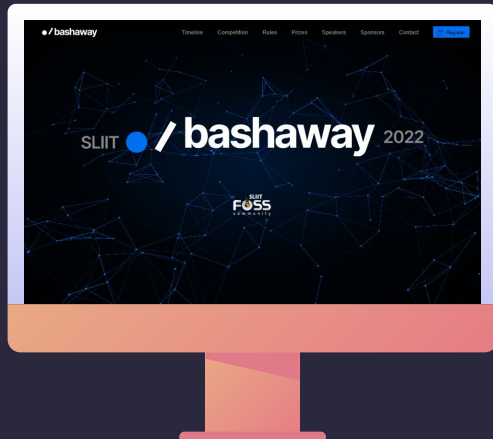 ./bashaway
Timeline Competition Rules Prizes Speakers Sponsors Contact Register
SLIIT ./bashaway 2022
SLIIT
FOSS
community